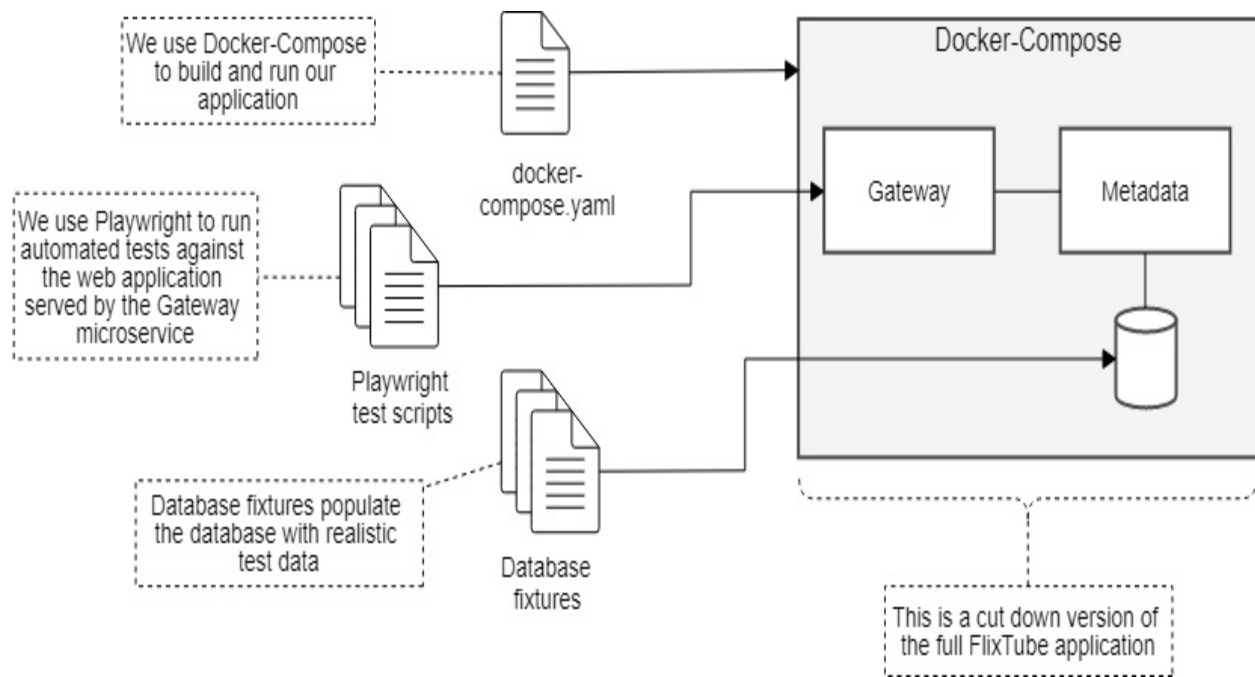 We use Docker-Compose
to build and run our
application
docker-
compose.yaml
Docker-Compose
Gateway
Metadata
We use Playwright to run
automated tests against
the web application
served by the Gateway
microservice
Playwright
test scripts
Database fixtures populate
the database with realistic
test data
Database
fixtures
This is a cut down version of
the full FlixTube application